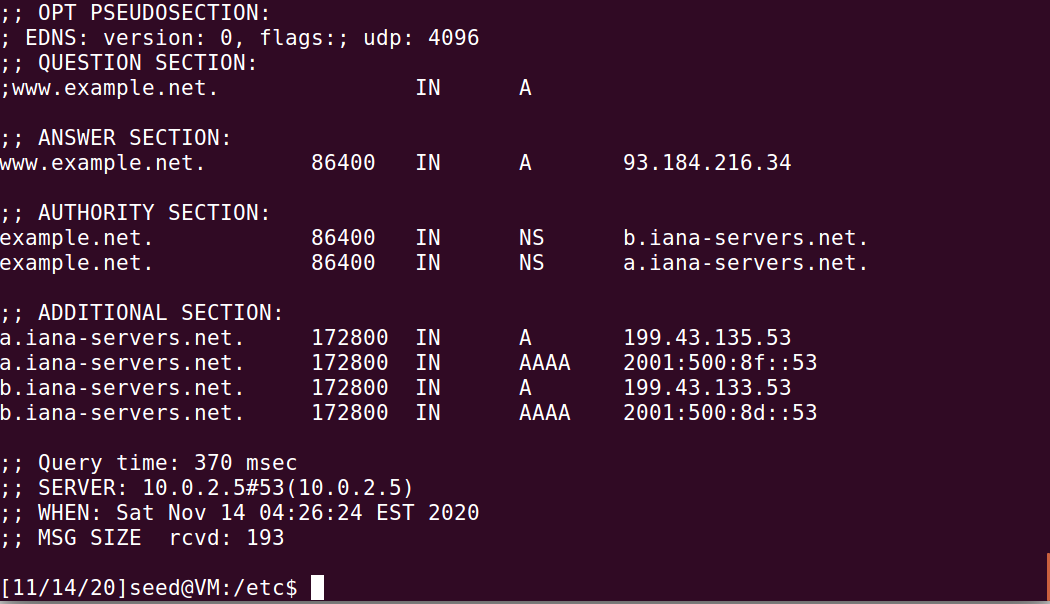 ;; OPT PSEUDOSECTION:
; EDNS: version: 0, flags:; udp: 4096
;; QUESTION SECTION:
;www.example.net. IN A
;; ANSWER SECTION:
www.example.net. 86400 IN A 93.184.216.34
;; AUTHORITY SECTION:
example.net. 86400 IN NS b.iana-servers.net.
example.net. 86400 IN NS a.iana-servers.net.
;; ADDITIONAL SECTION:
a.iana-servers.net. 172800 IN A 199.43.135.53
a.iana-servers.net. 172800 IN AAAA 2001:500:8f::53
b.iana-servers.net. 172800 IN A 199.43.133.53
b.iana-servers.net. 172800 IN AAAA 2001:500:8d::53
;; Query time: 370 msec
;; SERVER: 10.0.2.5#53(10.0.2.5)
;; WHEN: Sat Nov 14 04:26:24 EST 2020
;; MSG SIZE rcvd: 193
[11/14/20]seed@VM:/etc$